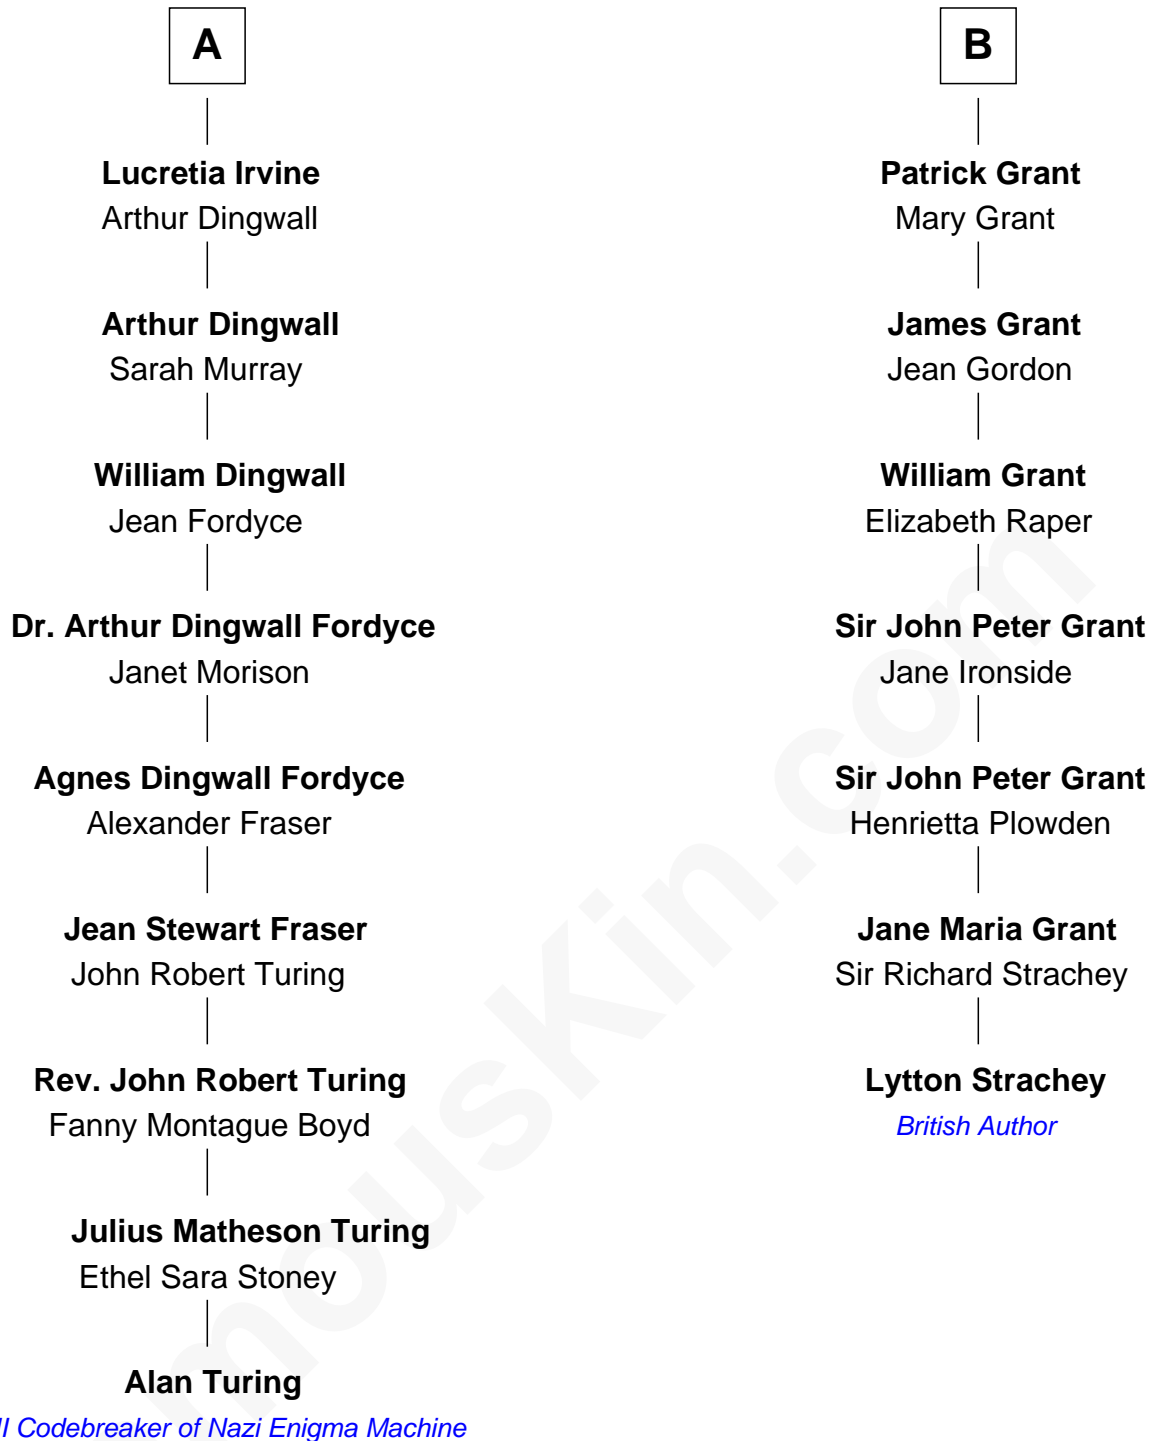 A
Lucretia Irvine
Arthur Dingwall
Arthur Dingwall
Sarah Murray
William Dingwall
Jean Fordyce
Dr. Arthur Dingwall Fordyce
Janet Morison
Agnes Dingwall Fordyce
Alexander Fraser
Jean Stewart Fraser
John Robert Turing
Rev. John Robert Turing
Fanny Montague Boyd
Julius Matheson Turing
Ethel Sara Stoney
Alan Turing
II Codebreaker of Nazi Enigma Machine
B
Patrick Grant
Mary Grant
James Grant
Jean Gordon
William Grant
Elizabeth Raper
Sir John Peter Grant
Jane Ironside
Sir John Peter Grant
Henrietta Plowden
Jane Maria Grant
Sir Richard Strachey
Lytton Strachey
British Author
mousKin.com